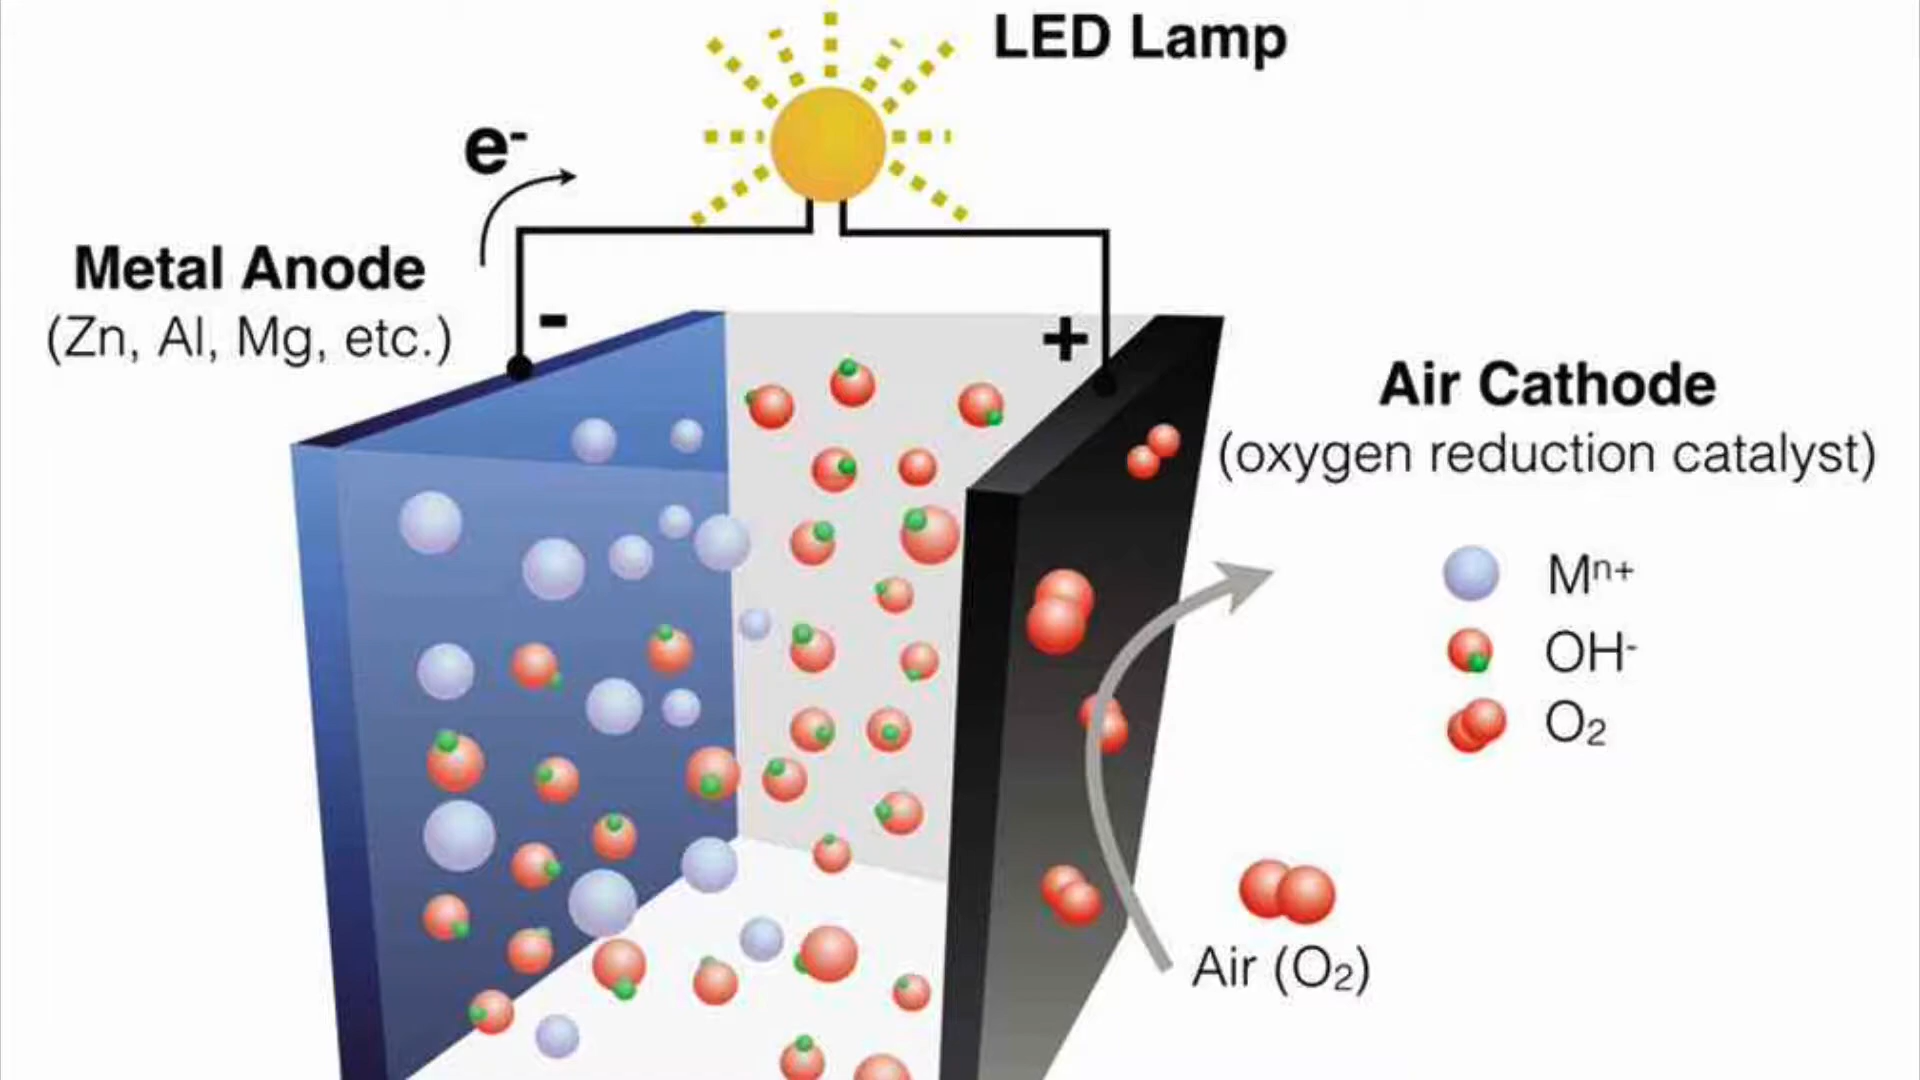 LED Lamp
e-
Metal Anode
(Zn, Al, Mg, etc.)
-
+
Air Cathode
(oxygen reduction catalyst)
Mn+
OH-
O2
Air (O2)